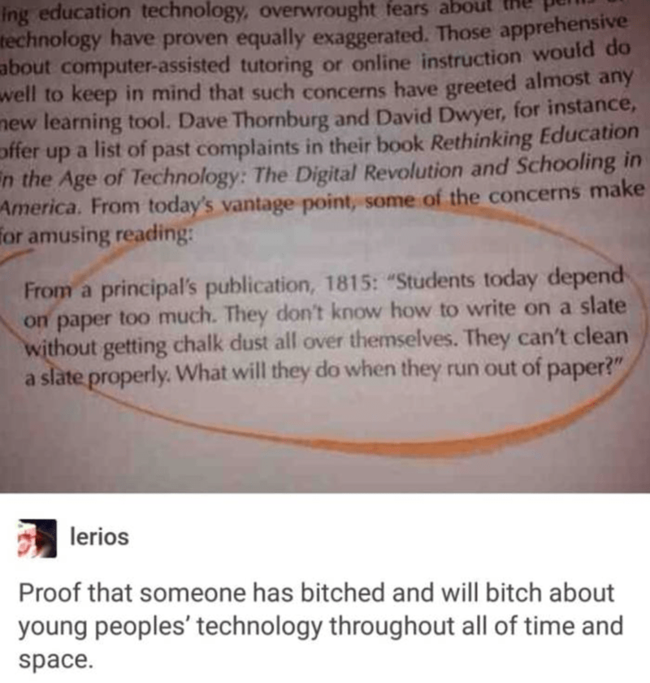 ing education technology, overwrought fears about the
technology have proven equally exaggerated. Those apprehensive
about computer-assisted tutoring or online instruction would do
well to keep in mind that such concerns have greeted almost any
new learning tool. Dave Thornburg and David Dwyer, for instance,
offer up a list of past complaints in their book Rethinking Education
in the Age of Technology: The Digital Revolution and Schooling in
America. From today's vantage point, some of the concerns make
for amusing reading:
From a principal's publication, 1815: "Students today depend
on paper too much. They don't know how to write on a slate
without getting chalk dust all over themselves. They can't clean
a slate properly. What will they do when they run out of paper?"
lerios
Proof that someone has bitched and will bitch about
young peoples' technology throughout all of time and
space.